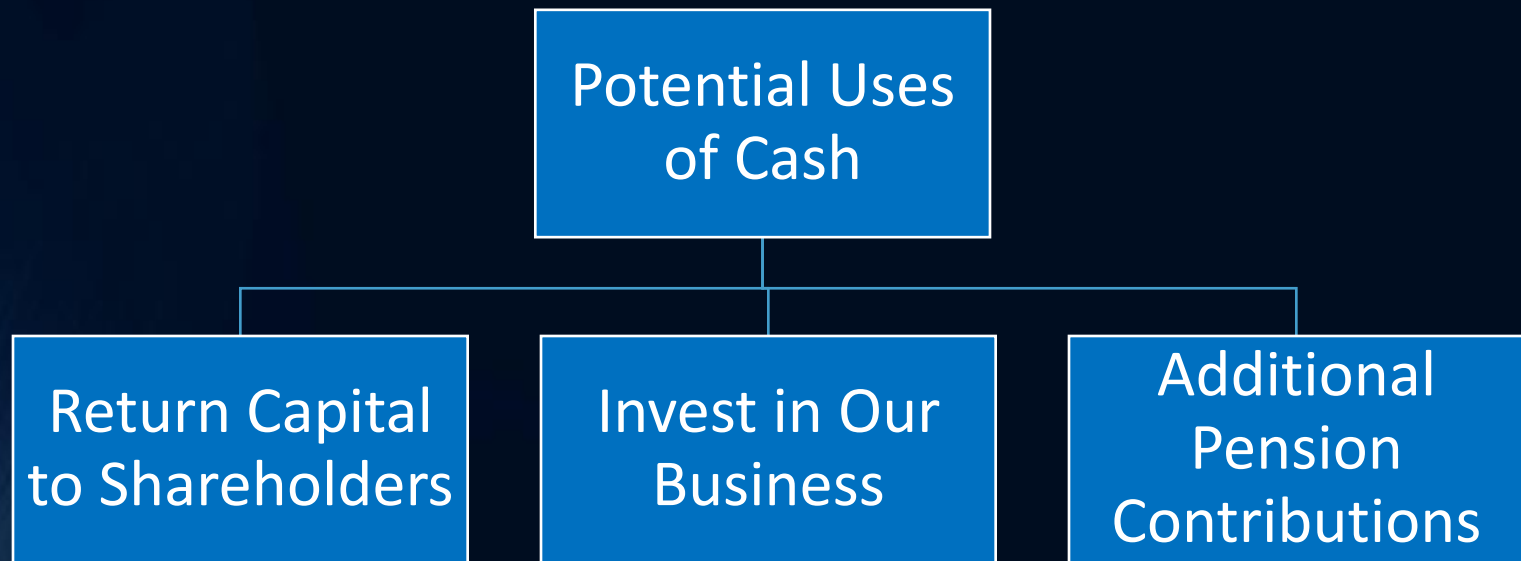 Potential Uses
of Cash
Return Capital
to Shareholders
Invest in Our
Business
Additional
Pension
Contributions